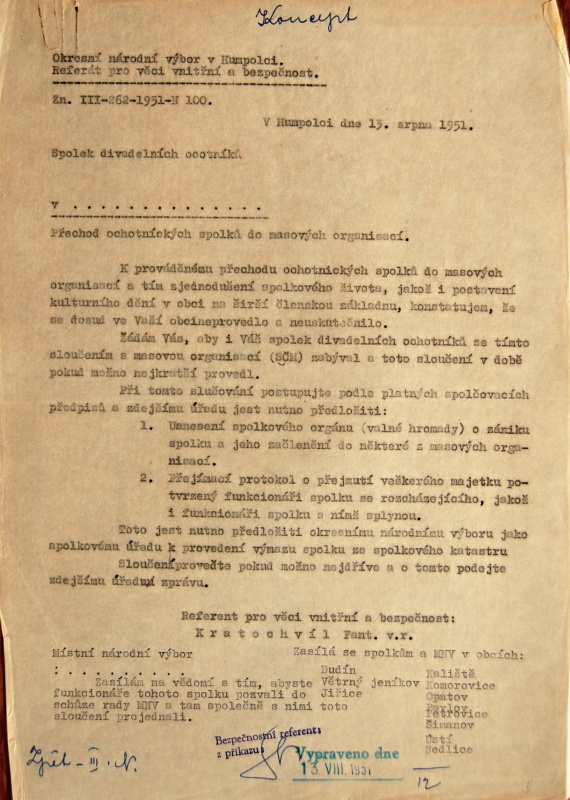 Koncept
Okresní národní výbor v Humpolci.
Referát pro věci vnitřní a bezpečnost.
Zn. III-262-1951-N 100.
V Humpolci dne 13. srpna 1951.
Spolek divadelních ocotníků
v . . . . . . . . . . . . . .
Přechod ochotníckých spolků do masových organisací.
K prováděnému přechodu ochotnických spolků do masových
organisací a tím zjednodušení spolkového života, jakož i postavení
kulturního dění v obci na širší členskou základnu, konstatujem, že
se dosud ve Vaší obcineprovedlo a neuskutečnilo.
Žádám Vás, aby i Váš spolek divadelních ochotníků se tímto
sloučením s masovou organisací (SČM) zabýval a toto sloučení v době
pokud možno nejkratší provedl.
Při tomto slučování postupujte podle platných spolčovacích
předpisů a zdejšímu úřadu jest nutno předložiti:
1. Usnesení spolkového orgánu (valné hromady) o zániku
spolku a jeho začlenění do některé z masových orga-
nisací.
2. Přejímací protokol o přejmutí veškerého majetku po-
tvrzený funkcionáři spolku se rozcházejícího, jakož
i funkcionáři spolku s nímž splynou.
Toto jest nutno předložiti okresnímu národnímu výboru jako
spolkovému úřadu k provedení výmazu spolku ze spolkového katastru
Sloučeníproveďte pokud možno nejdříve a o tomto podejte
zdejšímu úřadu zprávu.
Referent pro věci vnitřní a bezpečnost:
Kratochvíl Fant. v.r.
Místní národní výbor
: . . . . . . . . . .
Zasílám na vědomí s tím, abyste
funkcionáře tohoto spolku pozvali do
schůze rady MNV a tam společně s nimi toto
sloučení projednali.
Zasílá se spolkům a MNV v obcích:
Dudín
Větrný jeníkov
Jiřice
Kaliště
Komorovice
Opatov
Pavlov
Petrovice
Šimanov
Ústí
Sedlice
Bezpečnostní referent:
z příkazu:
Vypraveno dne
13. VIII. 1951
Zpět - III. N.
12